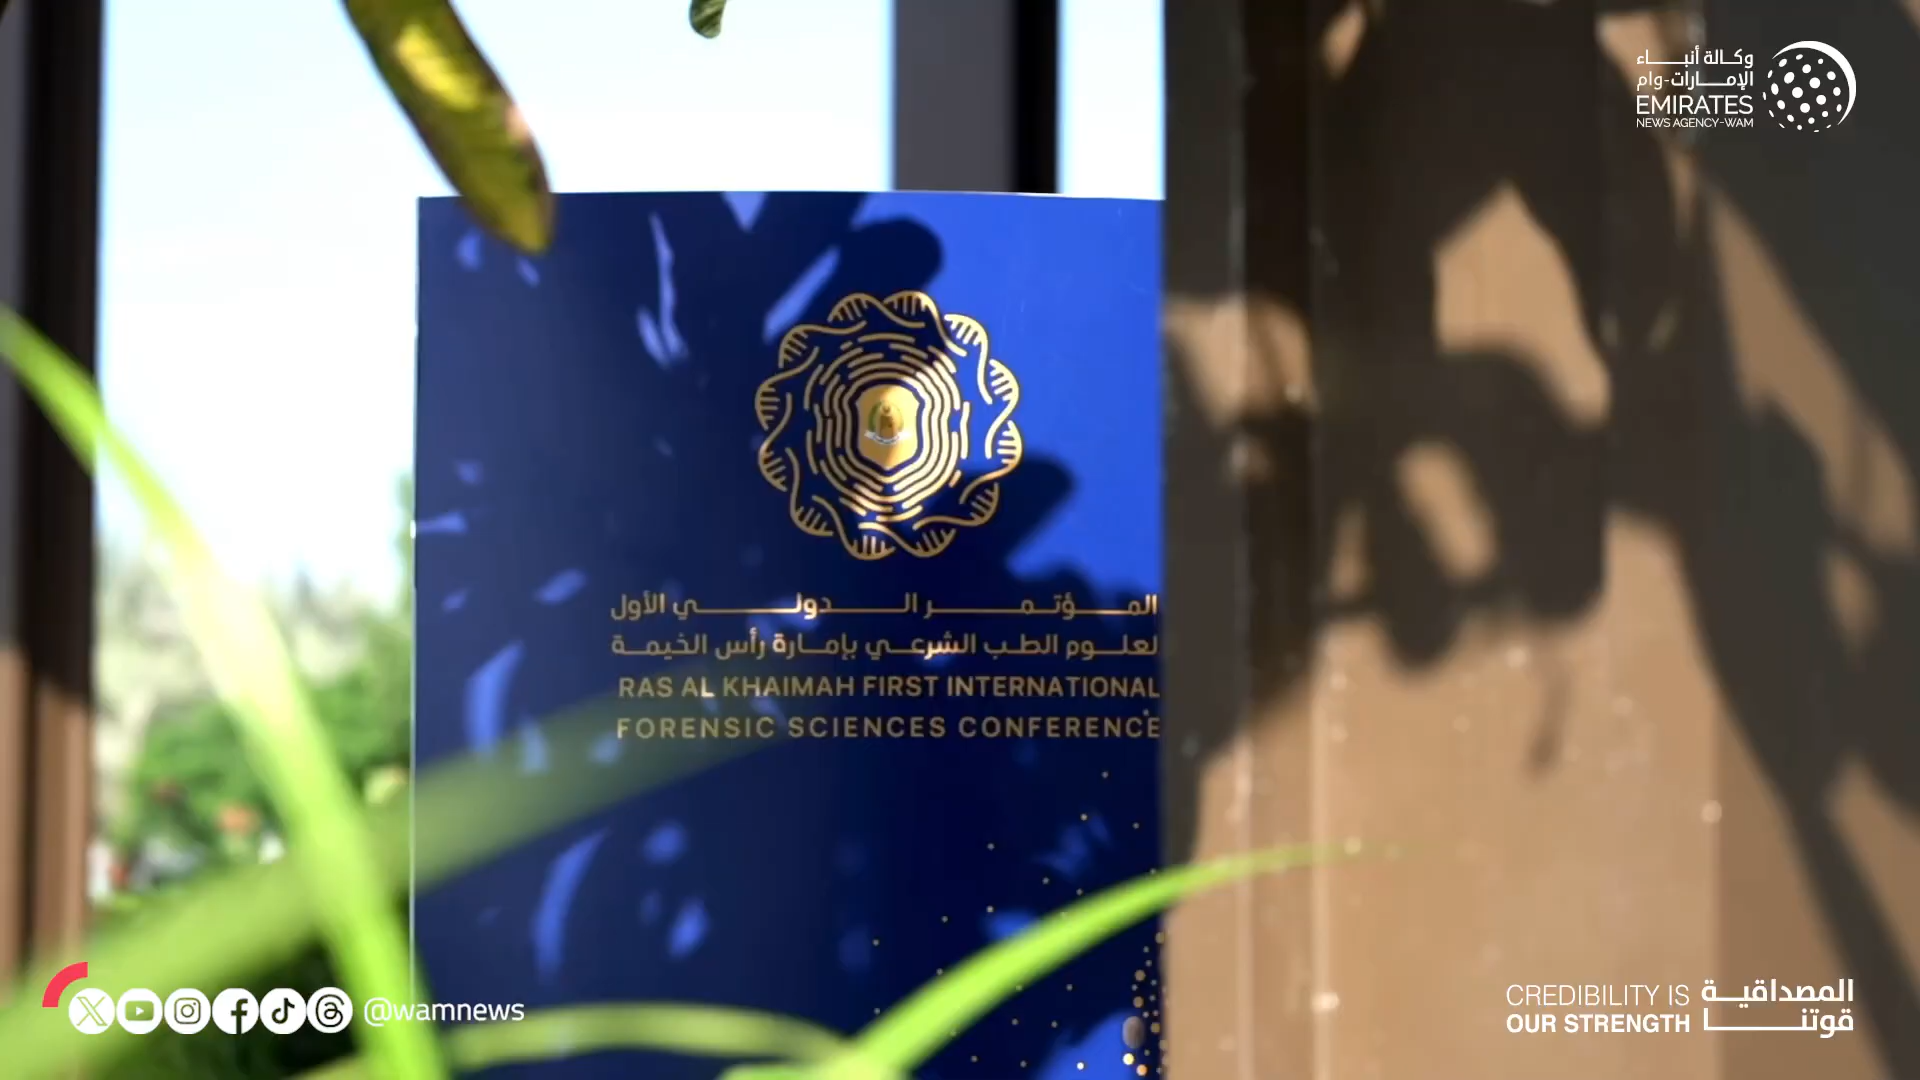 وكالة أنباء
الإمارات-وام
EMIRATES
NEWS AGENCY-WAM
المؤتمر الدولي الأول
لعلوم الطب الشرعي بإمارة رأس الخيمة
RAS AL KHAIMAH FIRST INTERNATIONAL
FORENSIC SCIENCES CONFERENCE
@wamnews
CREDIBILITY IS
OUR STRENGTH
المصداقية
قوتنا